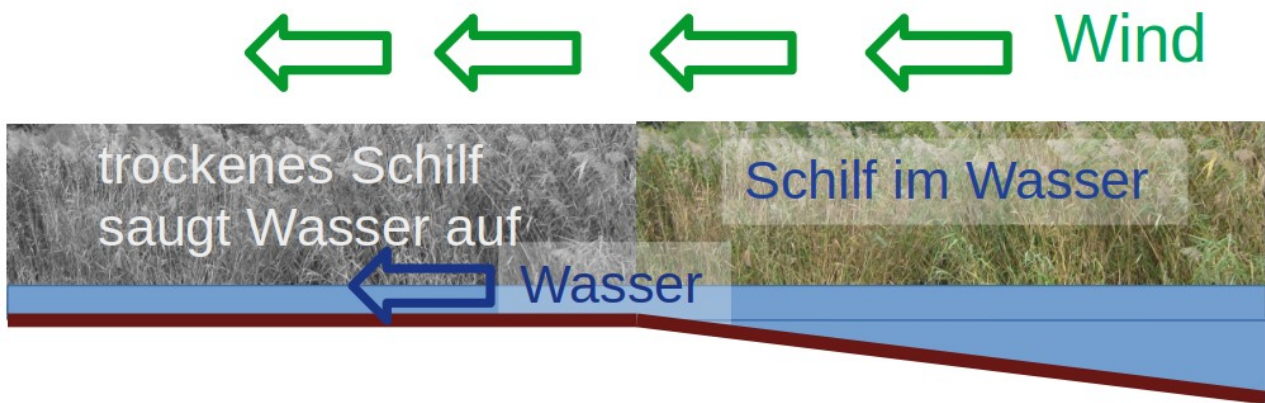 Wind
trockenes Schilf
saugt Wasser auf
Schilf im Wasser
Wasser